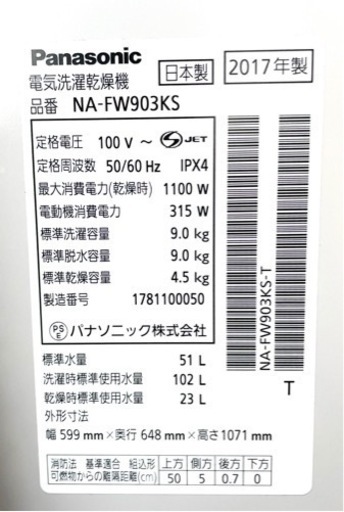 Panasonic
電気洗濯乾燥機 日本製 2017年製
品番 NA-FW903KS
定格電圧 100 V ～ JET
定格周波数 50/60 Hz IPX4
最大消費電力(乾燥時) 1100 W
電動機消費電力 315 W
標準洗濯容量 9.0 kg
標準脱水容量 9.0 kg
標準乾燥容量 4.5 kg
製造番号 1781100050
PSE パナソニック株式会社
NA-FW903KS-T
T
標準水量 51 L
洗濯時標準使用水量 102 L
乾燥時標準使用水量 23 L
外形寸法
幅 599 mm×奥行 648 mm×高さ1071 mm
消防法 基準適合 組込形 上方 側方 後方 下方
可燃物からの離隔距離(cm) 50 5 0.7 0